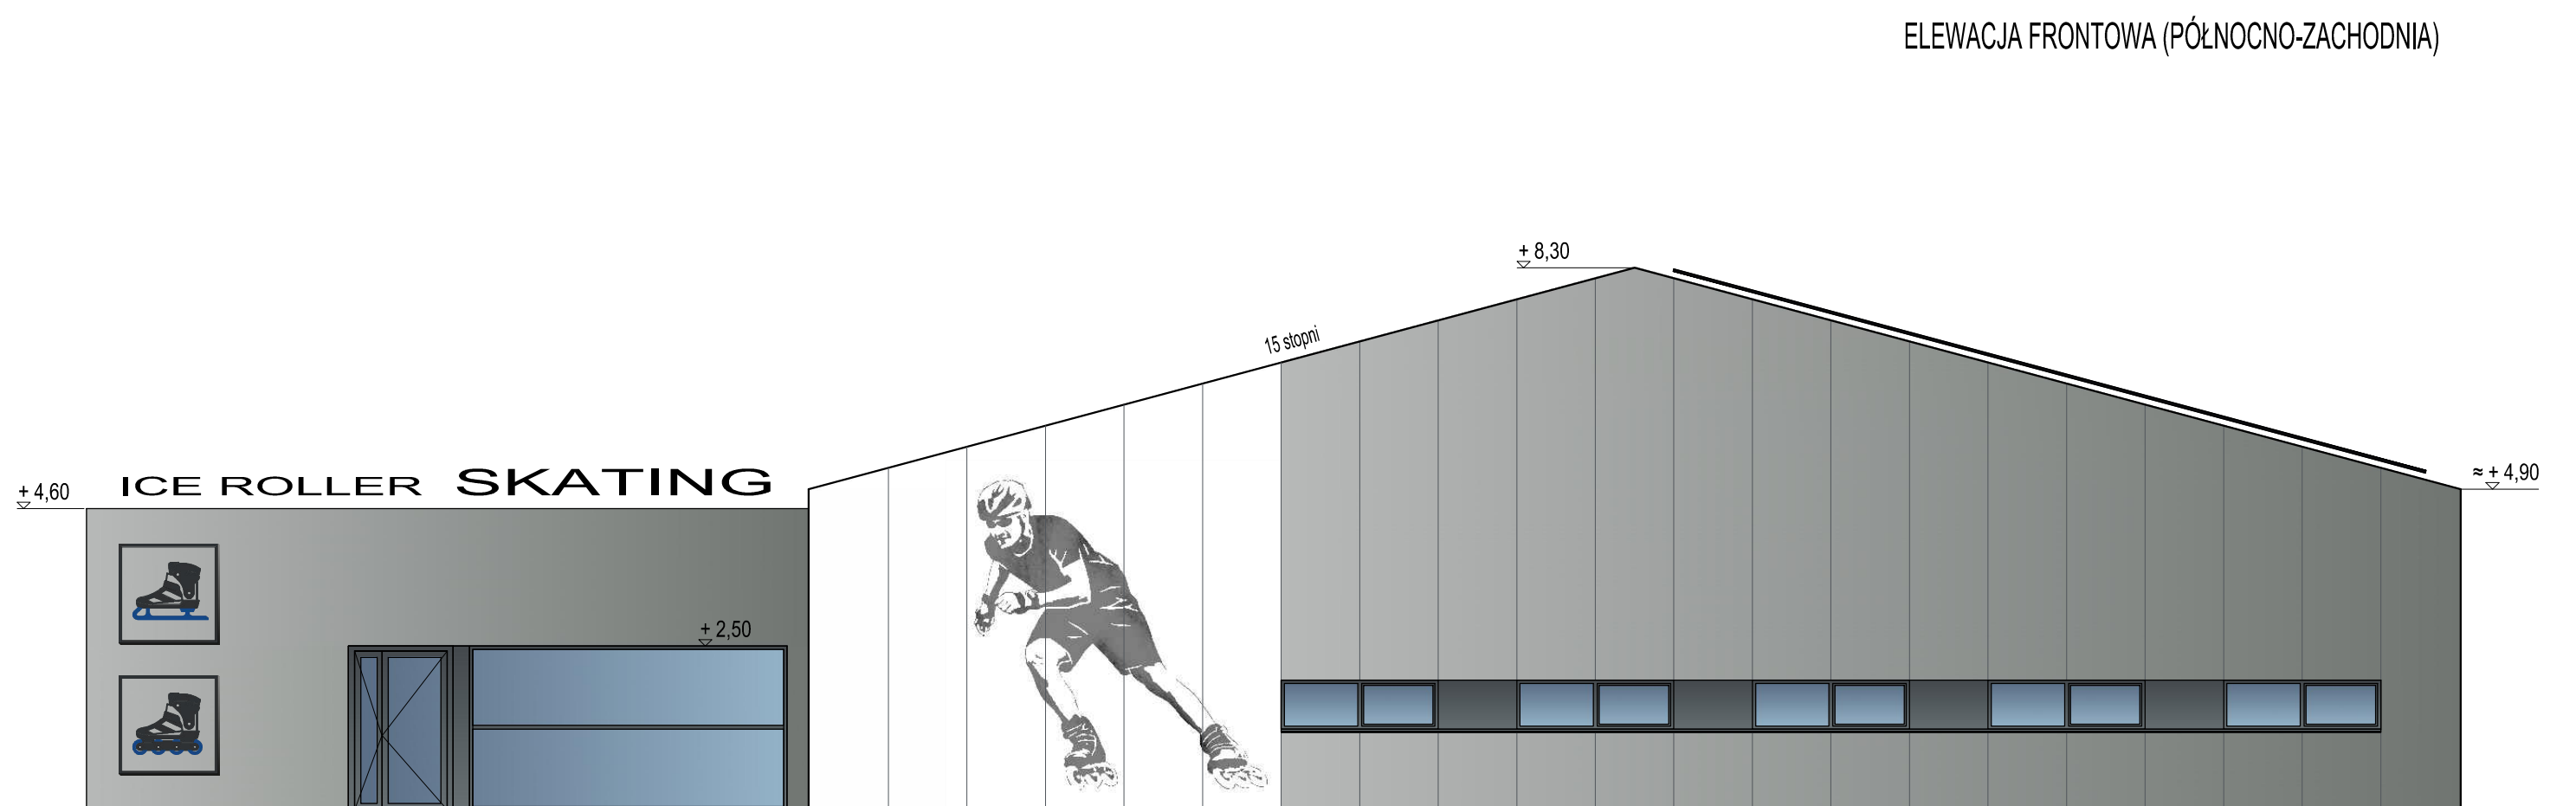 ELEWACJA FRONTOWA (PÓŁNOCNO-ZACHODNIA)
+ 8,30
15 stopni
≈ + 4,90
+ 4,60
ICE ROLLER SKATING
+ 2,50